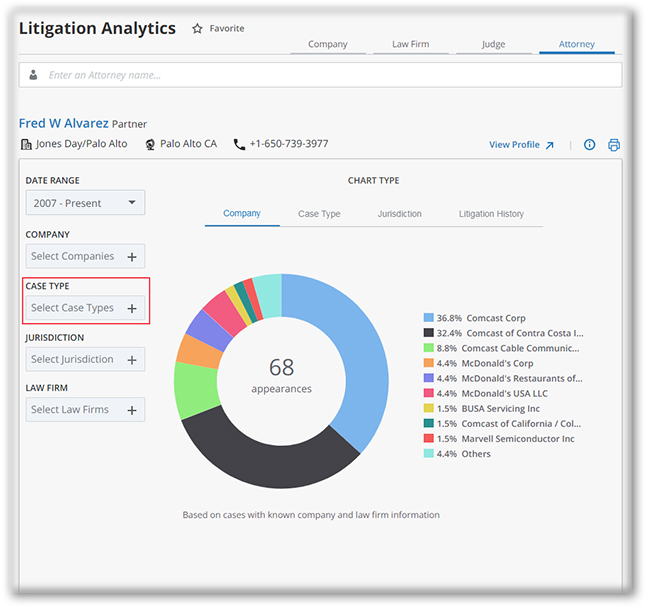 Litigation Analytics Favorite
Company Law Firm Judge Attorney
Enter an Attorney name...
Fred W Alvarez Partner
Jones Day/Palo Alto Palo Alto CA +1-650-739-3977 View Profile
DATE RANGE
2007 - Present
COMPANY
Select Companies
CASE TYPE
Select Case Types
JURISDICTION
Select Jurisdiction
LAW FIRM
Select Law Firms
CHART TYPE
Company Case Type Jurisdiction Litigation History
68
appearances
36.8% Comcast Corp
32.4% Comcast of Contra Costa I...
8.8% Comcast Cable Communic...
4.4% McDonald's Corp
4.4% McDonald's Restaurants of...
4.4% McDonald's USA LLC
1.5% BUSA Servicing Inc
1.5% Comcast of California / Col...
1.5% Marvell Semiconductor Inc
4.4% Others
Based on cases with known company and law firm information